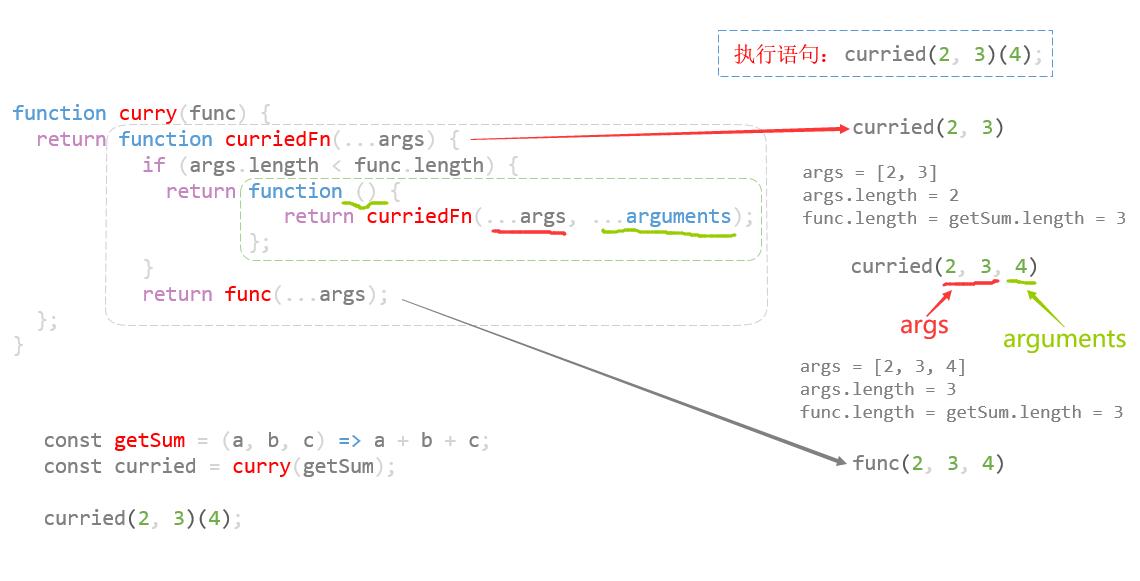 执行语句：curried(2, 3)(4);
function curry(func) {
return function curriedFn(...args) {
if (args.length < func.length) {
return function () {
return curriedFn(...args, ...arguments);
};
}
return func(...args);
};
}
const getSum = (a, b, c) => a + b + c;
const curried = curry(getSum);
curried(2, 3)(4);
curried(2, 3)
args = [2, 3]
args.length = 2
func.length = getSum.length = 3
curried(2, 3, 4)
args
arguments
args = [2, 3, 4]
args.length = 3
func.length = getSum.length = 3
func(2, 3, 4)